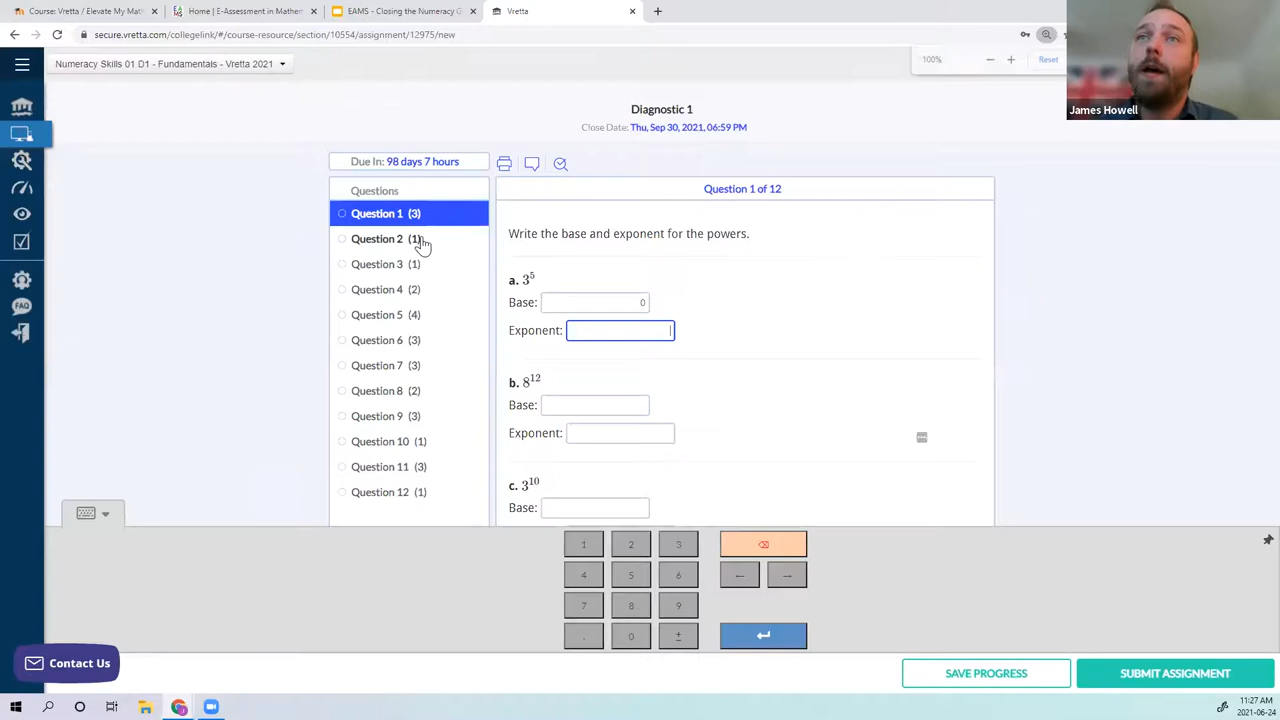 Course: Vretta / Elevate My Mat
Home | E-Assessment in Mathem
EAMS - Closing the Numeracy G
Vretta
secure.vretta.com/collegelink/#/course-resource/section/10554/assignment/12975/new
Numeracy Skills 01 D1 - Fundamentals - Vretta 2021
100%
Reset
James Howell
Diagnostic 1
Close Date: Thu, Sep 30, 2021, 06:59 PM
Due In: 98 days 7 hours
Questions
Question 1 (3)
Question 2 (1)
Question 3 (1)
Question 4 (2)
Question 5 (4)
Question 6 (3)
Question 7 (3)
Question 8 (2)
Question 9 (3)
Question 10 (1)
Question 11 (3)
Question 12 (1)
Question 1 of 12
Write the base and exponent for the powers.
a. 3⁵
Base: 0
Exponent:
b. 8¹²
Base:
Exponent:
c. 3¹⁰
Base:
1 2 3
4 5 6
7 8 9
. 0 ±
FAQ
Contact Us
SAVE PROGRESS
SUBMIT ASSIGNMENT
11:27 AM
2021-06-24